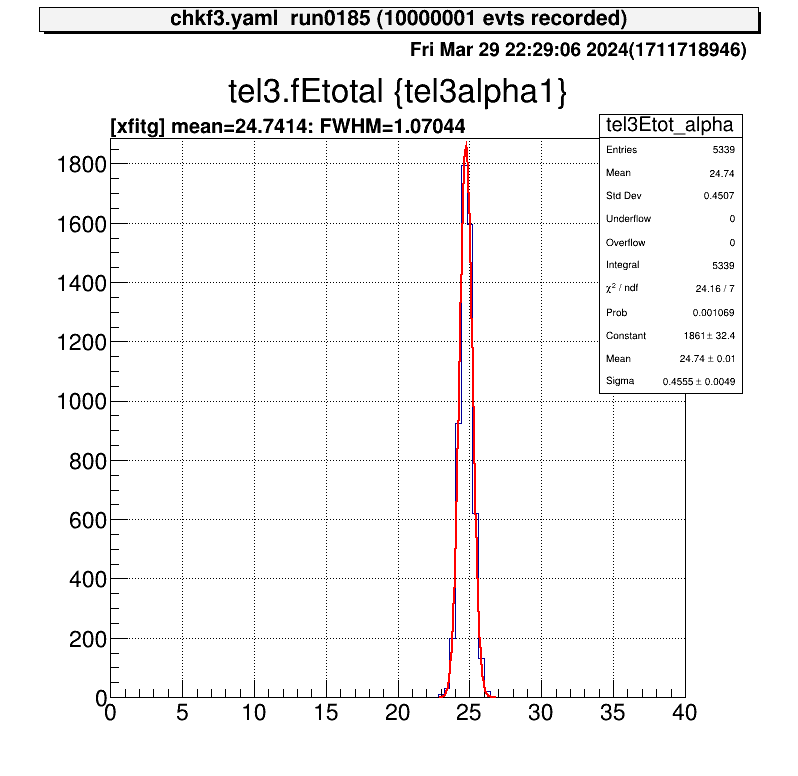 chkf3.yaml run0185 (10000001 evts recorded)
Fri Mar 29 22:29:06 2024(1711718946)
tel3.fEtotal {tel3alpha1}
[xfitg] mean=24.7414: FWHM=1.07044
tel3Etot_alpha
Entries 5339
Mean 24.74
Std Dev 0.4507
Underflow 0
Overflow 0
Integral 5339
χ² / ndf 24.16 / 7
Prob 0.001069
Constant 1861 ± 32.4
Mean 24.74 ± 0.01
Sigma 0.4555 ± 0.0049
1800
1600
1400
1200
1000
800
600
400
200
0
0 5 10 15 20 25 30 35 40